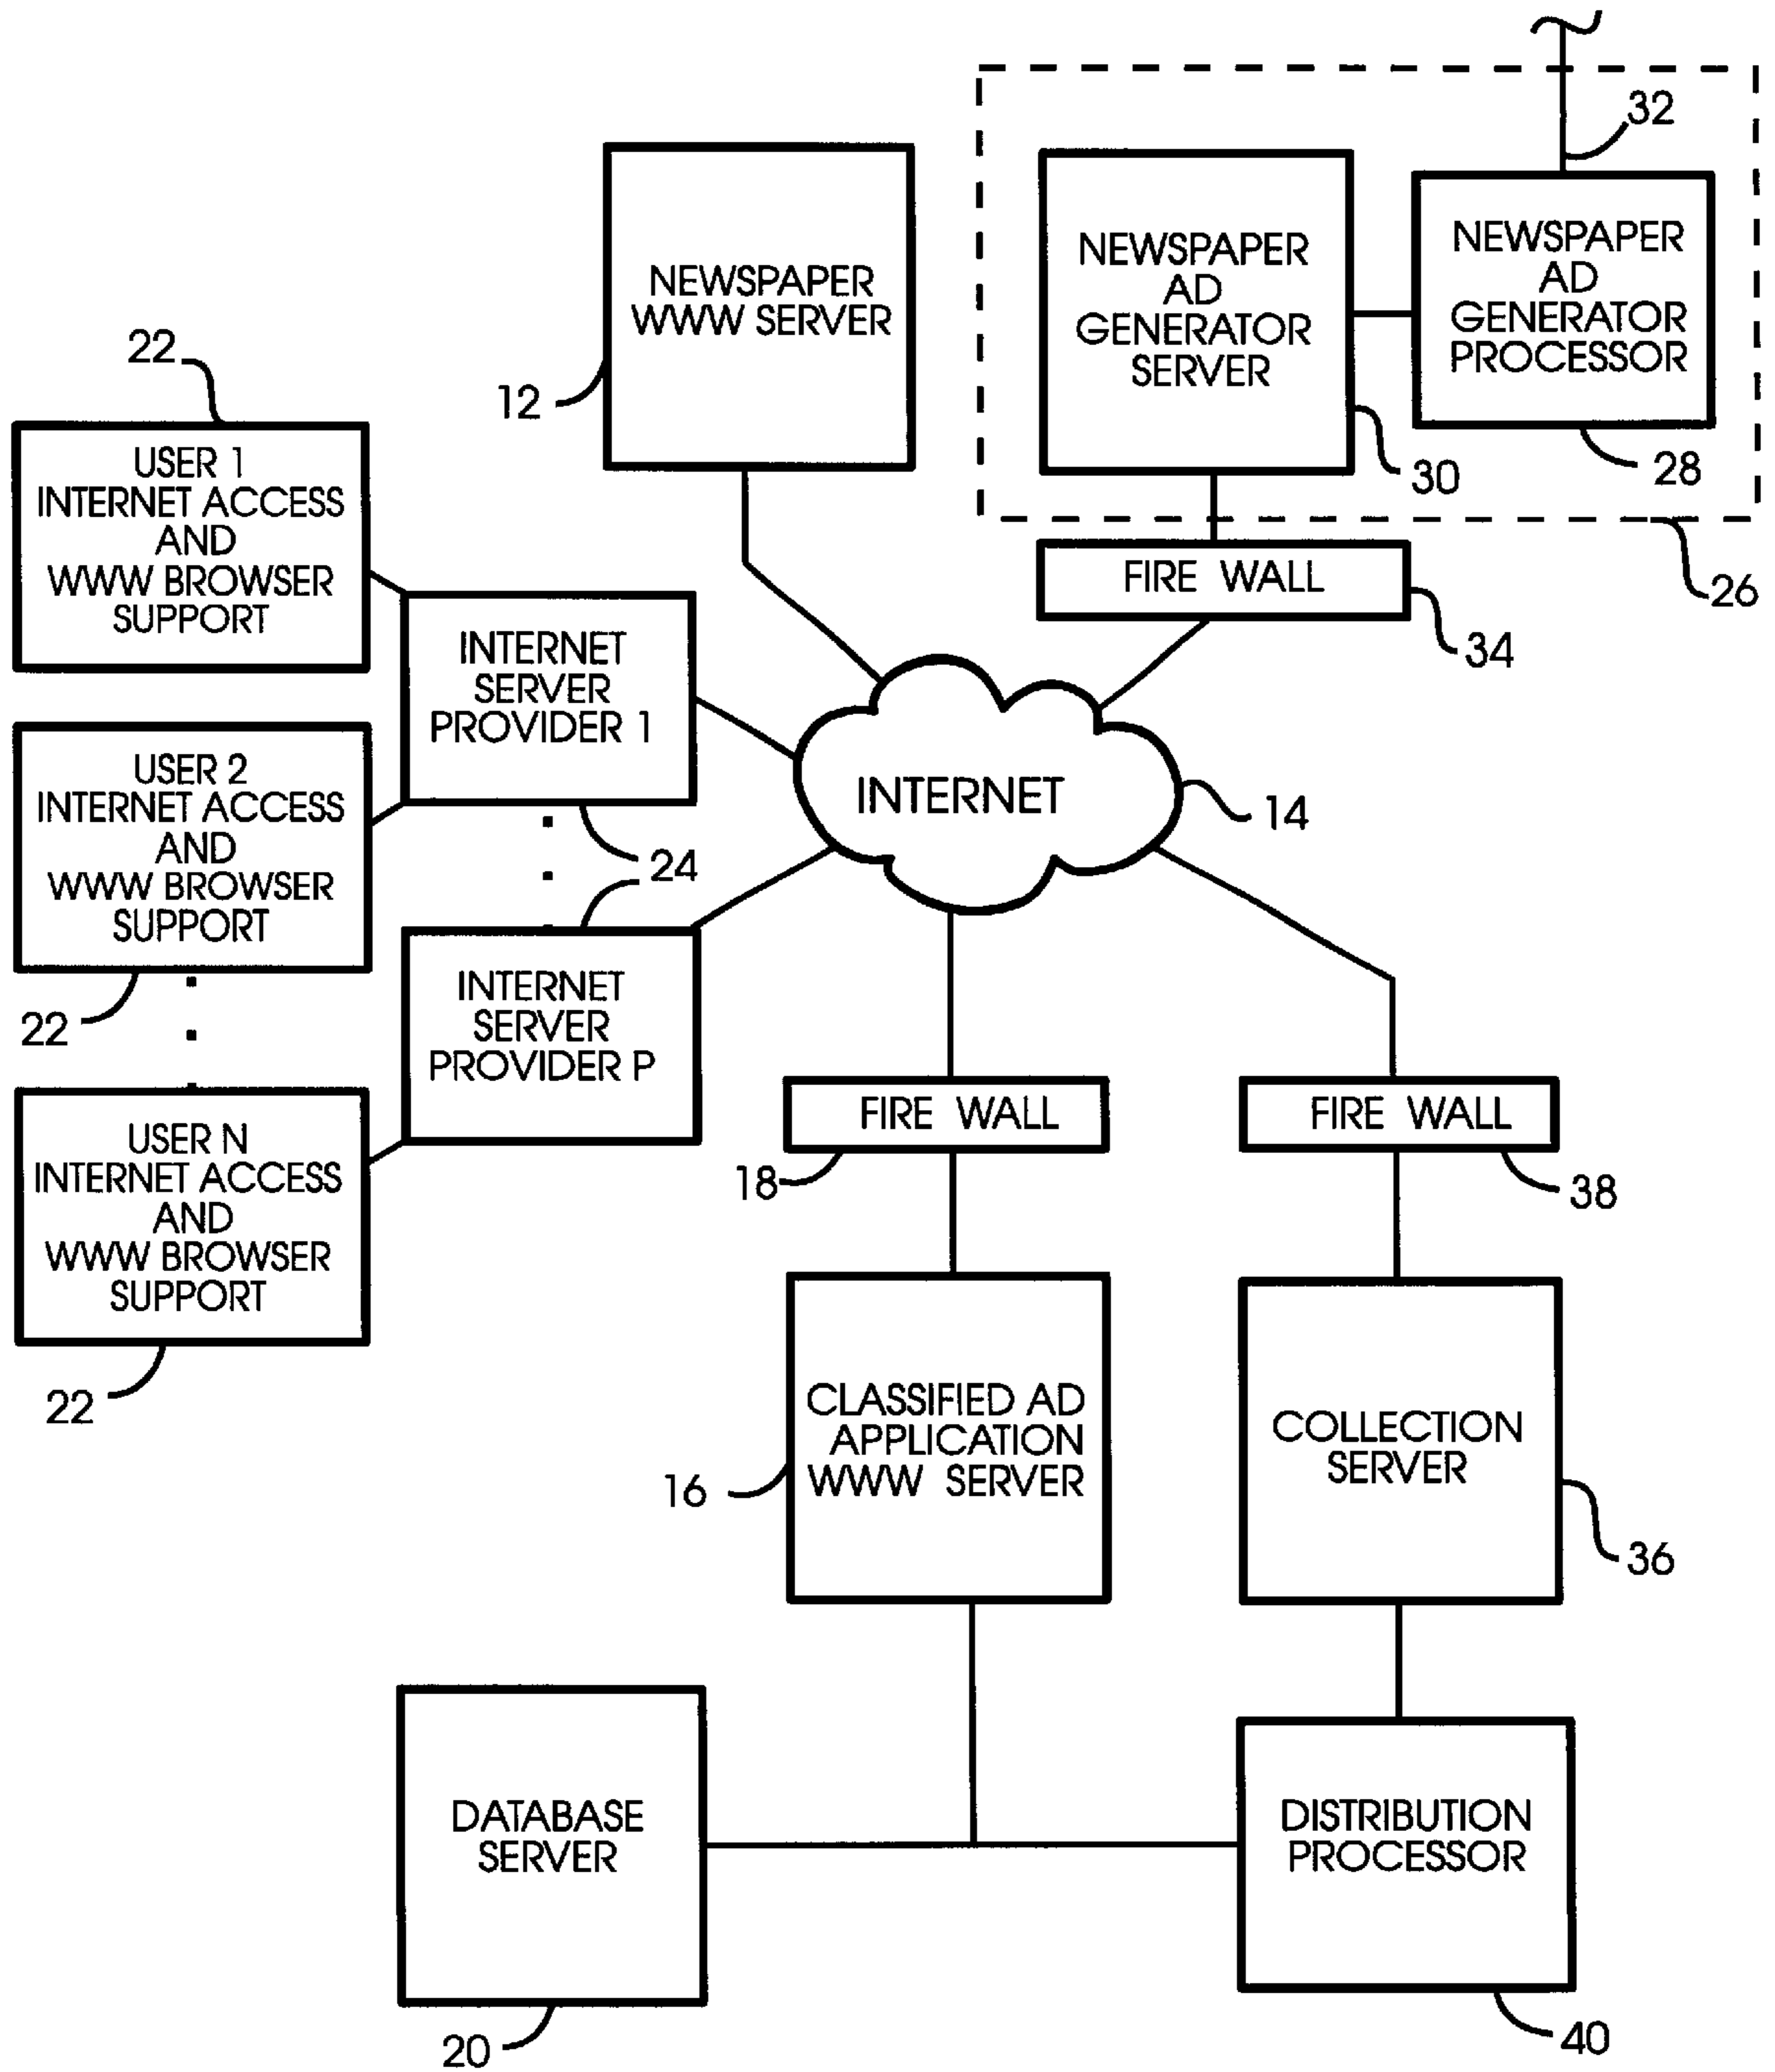 32
NEWSPAPER
WWW SERVER
12
NEWSPAPER
AD
GENERATOR
SERVER
30
NEWSPAPER
AD
GENERATOR
PROCESSOR
28
26
22
USER 1
INTERNET ACCESS
AND
WWW BROWSER
SUPPORT
FIRE WALL
34
INTERNET
SERVER
PROVIDER 1
24
USER 2
INTERNET ACCESS
AND
WWW BROWSER
SUPPORT
22
INTERNET
14
INTERNET
SERVER
PROVIDER P
USER N
INTERNET ACCESS
AND
WWW BROWSER
SUPPORT
22
FIRE WALL
18
FIRE WALL
38
CLASSIFIED AD
APPLICATION
WWW SERVER
16
COLLECTION
SERVER
36
DATABASE
SERVER
20
DISTRIBUTION
PROCESSOR
40